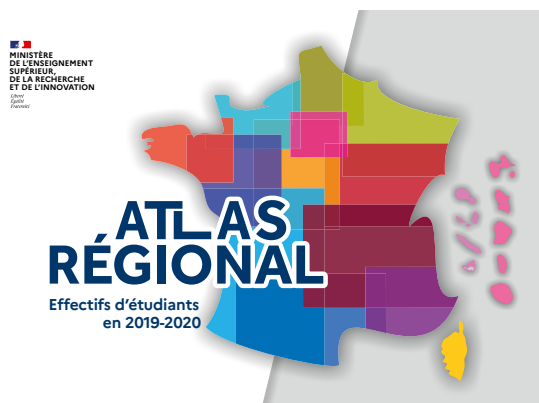 MINISTÈRE
DE L'ENSEIGNEMENT
SUPÉRIEUR,
DE LA RECHERCHE
ET DE L'INNOVATION
Liberté
Égalité
Fraternité
ATLAS
RÉGIONAL
Effectifs d'étudiants
en 2019-2020